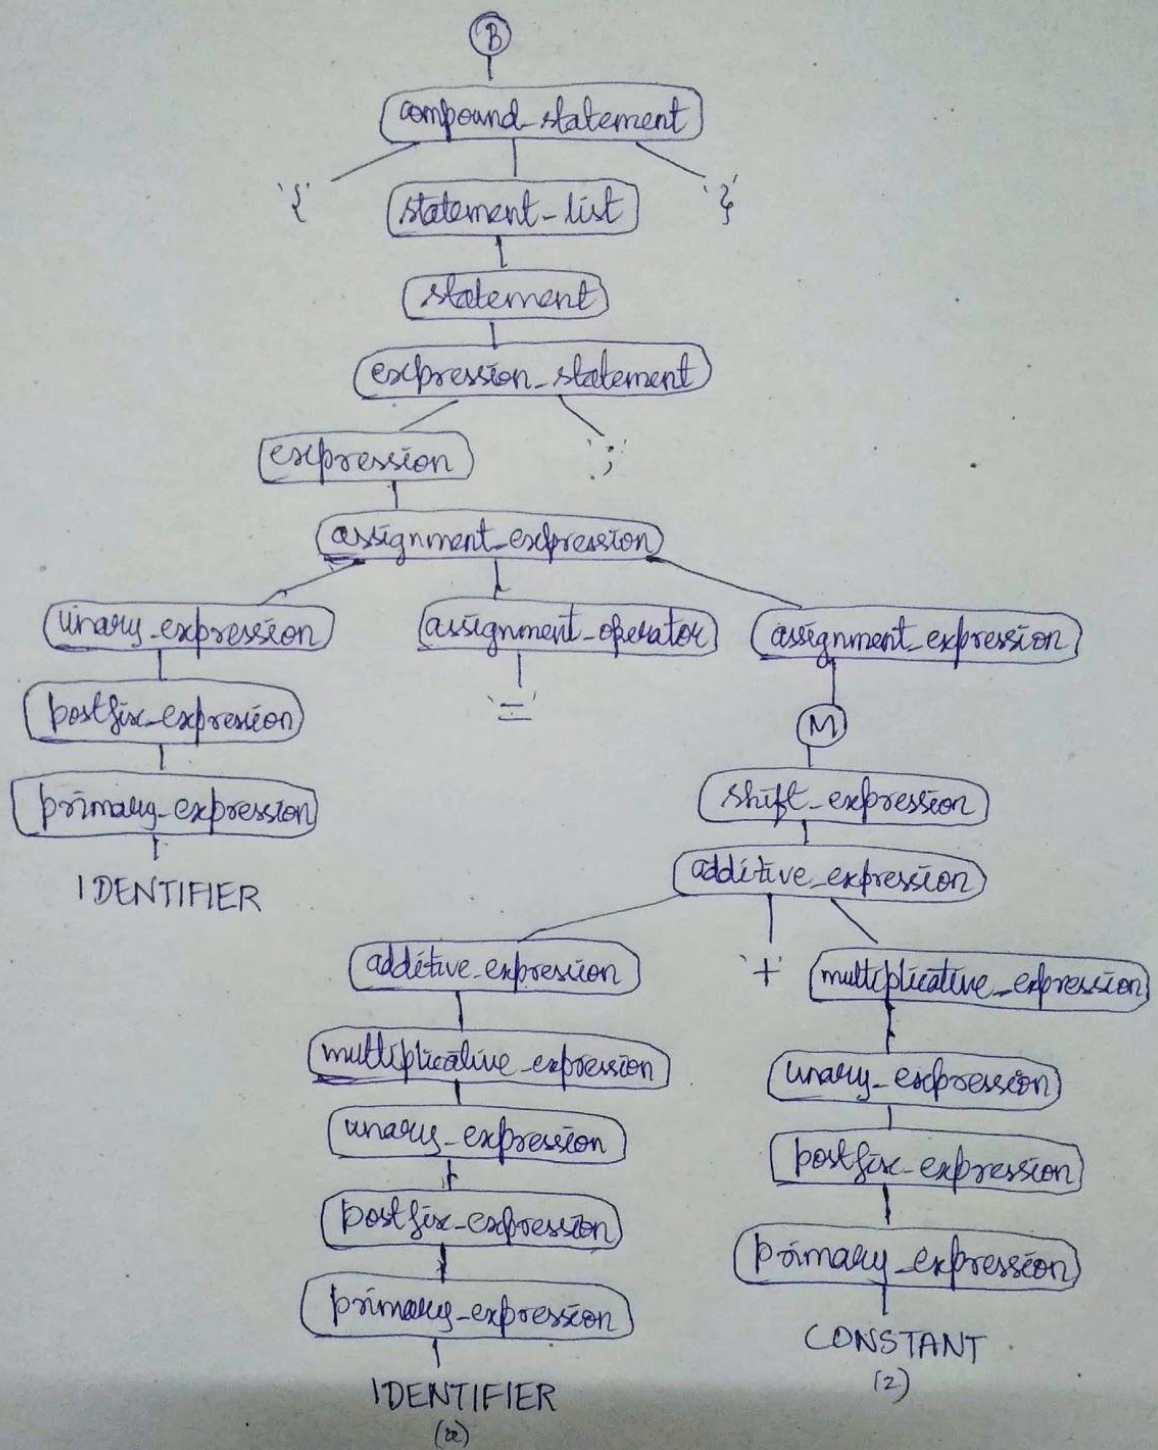 B
compound_statement
'{'
statement_list
'}'
statement
expression_statement
expression
';'
assignment_expression
unary_expression
assignment_operator
assignment_expression
postfix_expression
'='
M
primary_expression
shift_expression
IDENTIFIER
additive_expression
additive_expression
'+'
multiplicative_expression
multiplicative_expression
unary_expression
unary_expression
postfix_expression
postfix_expression
primary_expression
primary_expression
CONSTANT
(2)
IDENTIFIER